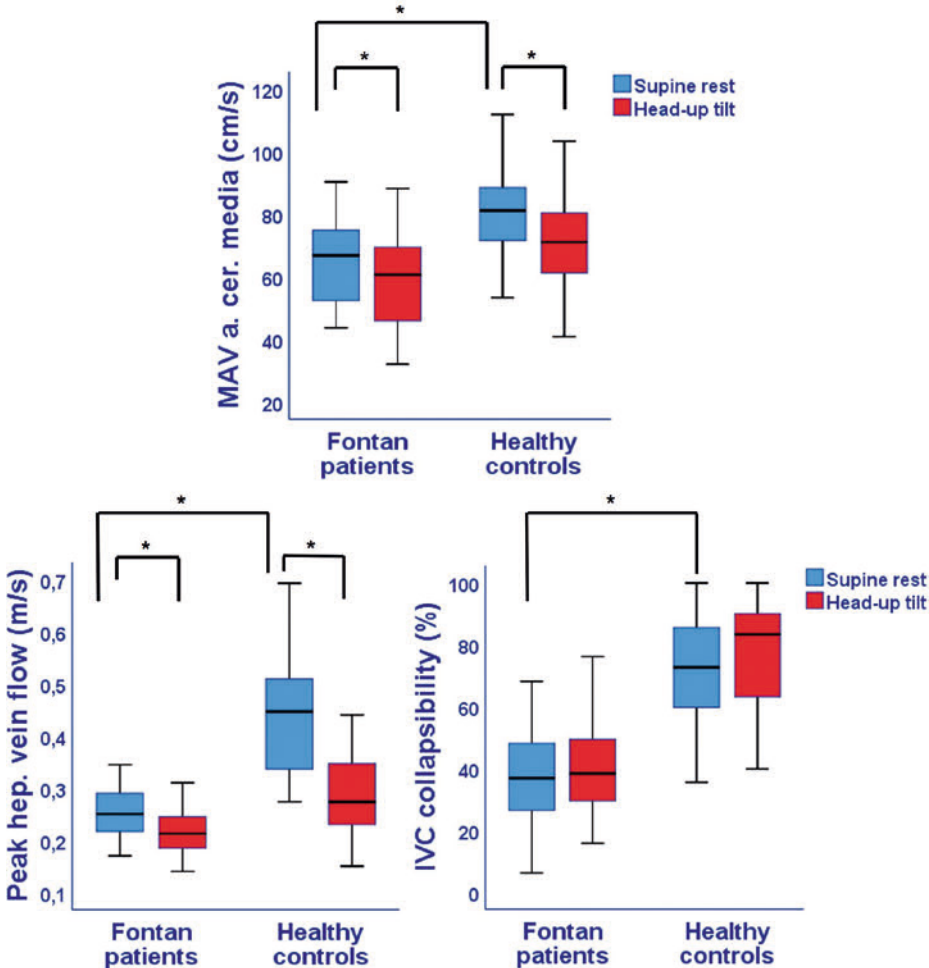 *
*
*
Supine rest
Head-up tilt
MAV a. cer. media (cm/s)
120
100
80
60
40
20
Fontan
patients
Healthy
controls
*
*
*
Peak hep. vein flow (m/s)
0,7
0,6
0,5
0,4
0,3
0,2
0,1
Fontan
patients
Healthy
controls
*
Supine rest
Head-up tilt
IVC collapsibility (%)
100
80
60
40
20
0
Fontan
patients
Healthy
controls